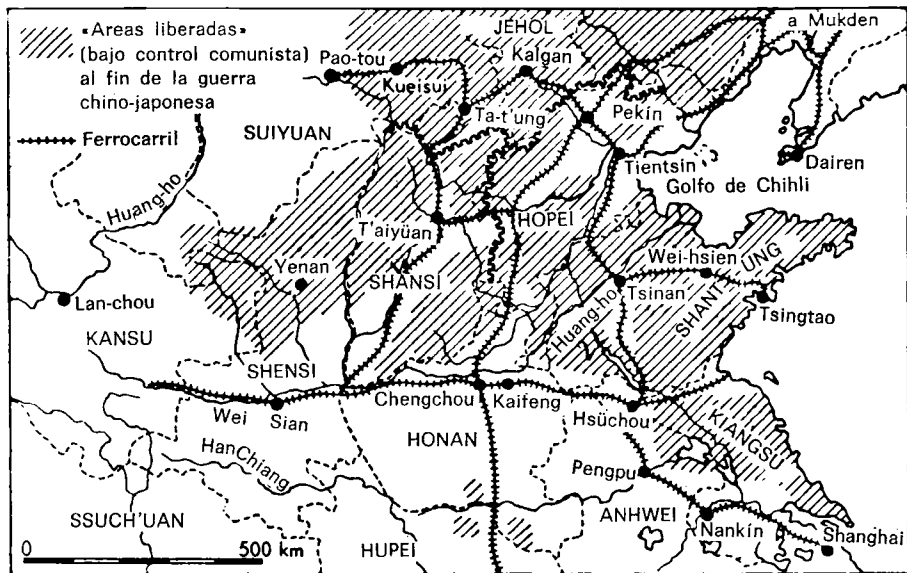 «Areas liberadas»
(bajo control comunista)
al fin de la guerra
chino-japonesa
Ferrocarril
JEHOL
a Mukden
Pao-tou
Kalgan
Kueisui
Ta-t'ung
Pekín
SUIYUAN
Tientsin
Dairen
Golfo de Chihli
Huang-ho
T'aiyüan
HOPEI
Wei-hsien
Yenan
SHANSI
SHANTUNG
Tsinan
Huang-ho
Lan-chou
Tsingtao
KANSU
SHENSI
Chengchou
Kaifeng
Wei
Sian
Hsüchou
KIANGSU
HONAN
HanChiang
Pengpu
SSUCH'UAN
ANHWEI
Nankín
Shanghai
HUPEI
0
500 km